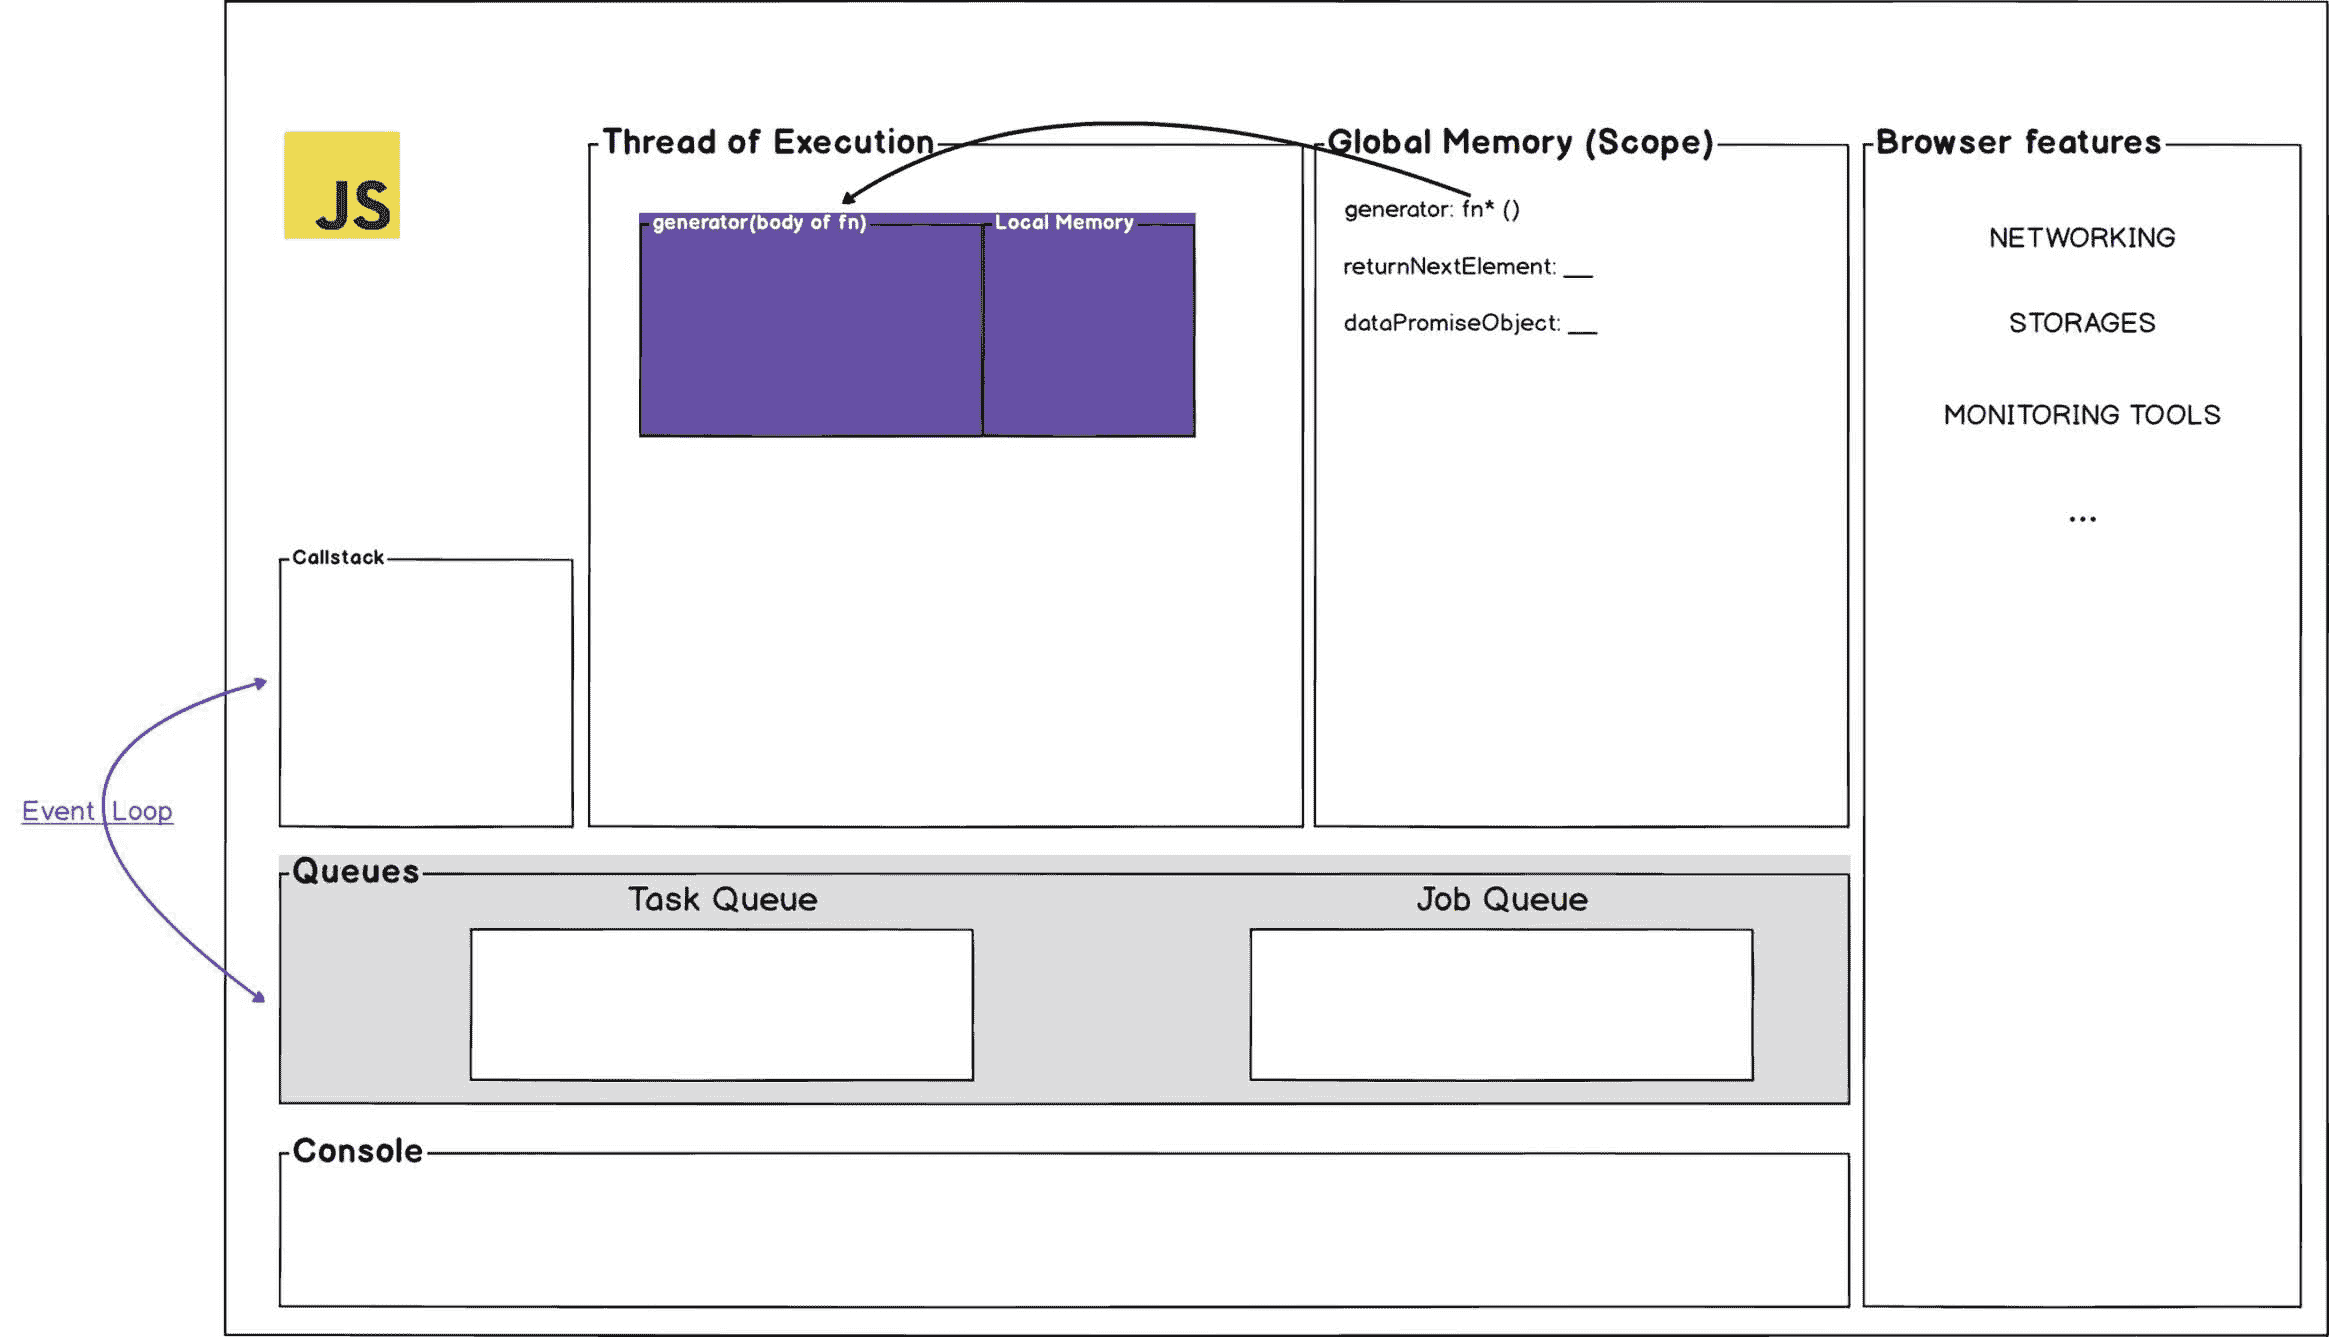 JS
Thread of Execution
generator(body of fn)
Local Memory
Global Memory (Scope)
generator: fn* ()
returnNextElement: __
dataPromiseObject: __
Browser features
NETWORKING
STORAGES
MONITORING TOOLS
...
Callstack
Event Loop
Queues
Task Queue
Job Queue
Console